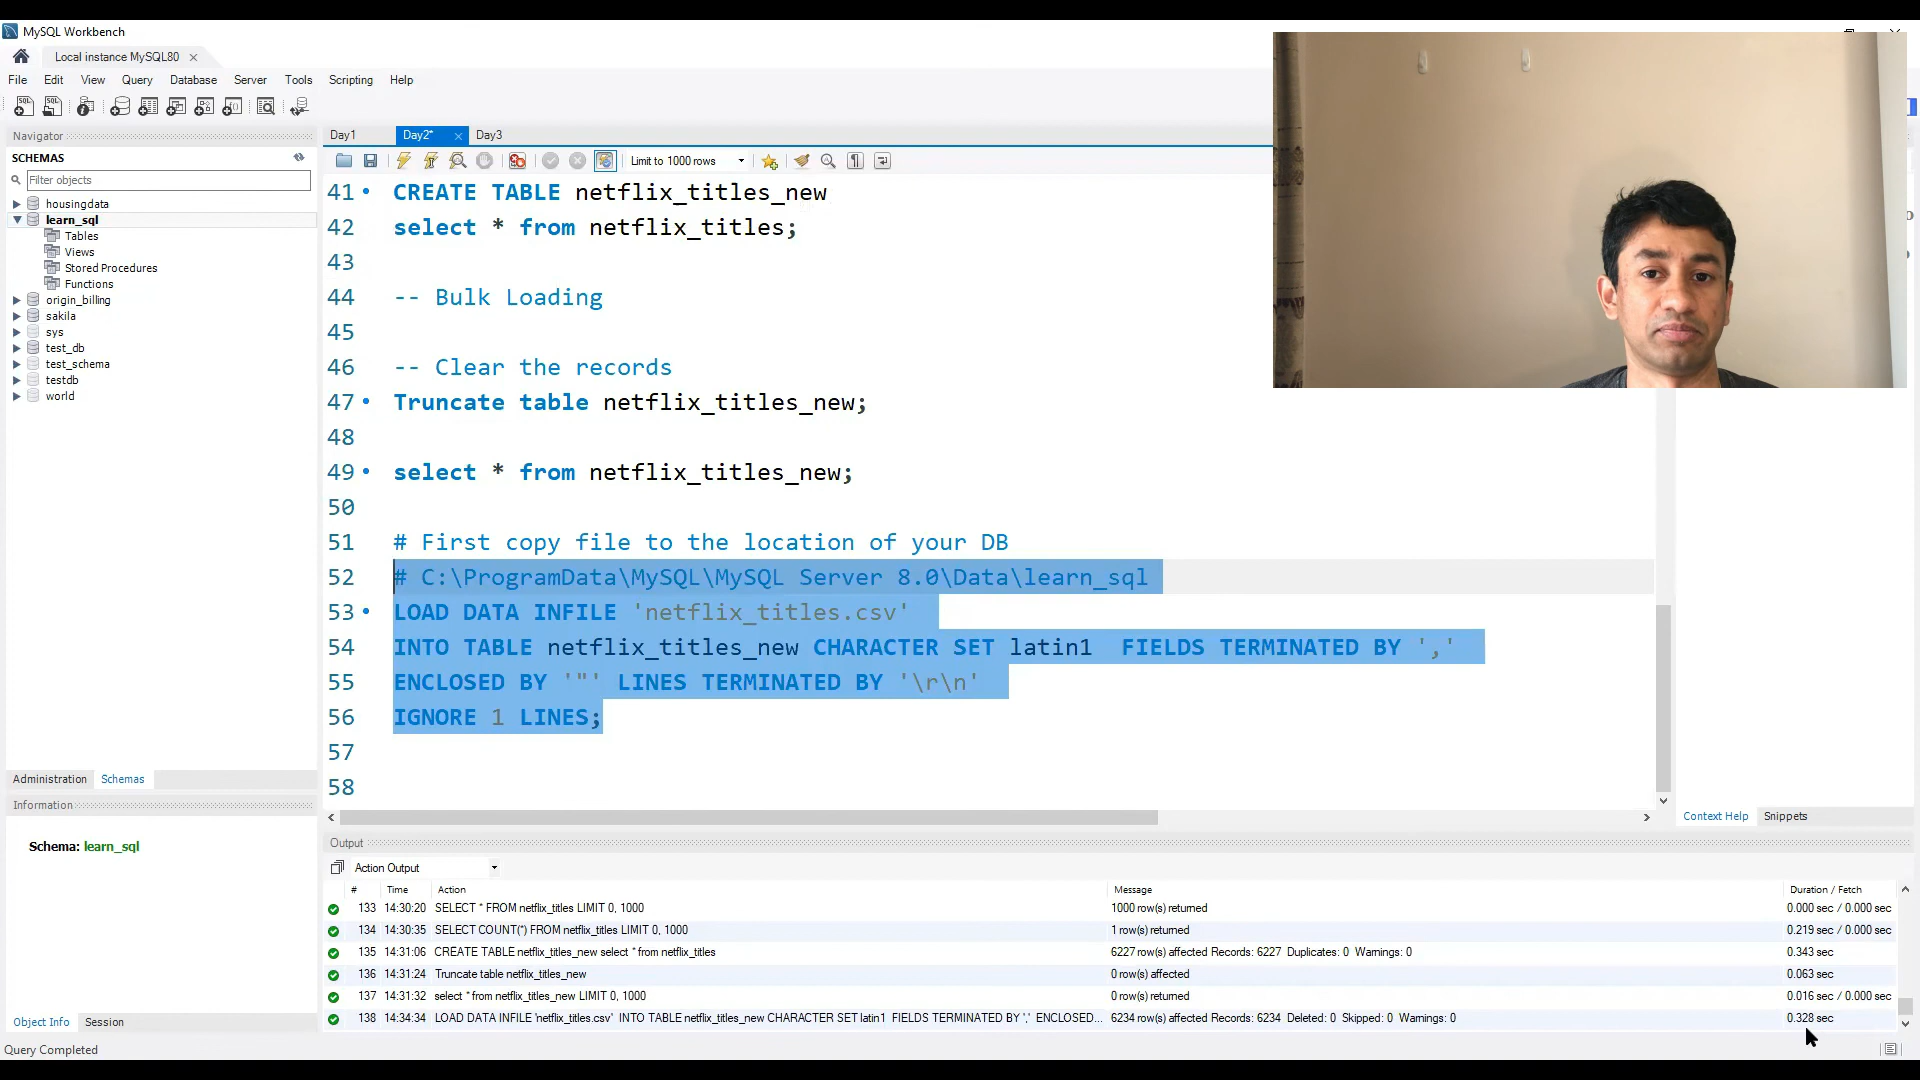 MySQL Workbench
Local instance MySQL80
File Edit View Query Database Server Tools Scripting Help
Navigator
SCHEMAS
Filter objects
housingdata
learn_sql
Tables
Views
Stored Procedures
Functions
origin_billing
sakila
sys
test_db
test_schema
testdb
world
Administration Schemas
Information
Schema: learn_sql
Object Info Session
Query Completed
Day1 Day2* Day3
Limit to 1000 rows
41 CREATE TABLE netflix_titles_new
42 select * from netflix_titles;
43
44 -- Bulk Loading
45
46 -- Clear the records
47 Truncate table netflix_titles_new;
48
49 select * from netflix_titles_new;
50
51 # First copy file to the location of your DB
52 # C:\ProgramData\MySQL\MySQL Server 8.0\Data\learn_sql
53 LOAD DATA INFILE 'netflix_titles.csv'
54 INTO TABLE netflix_titles_new CHARACTER SET latin1  FIELDS TERMINATED BY ','
55 ENCLOSED BY '"' LINES TERMINATED BY '\r\n'
56 IGNORE 1 LINES;
57
58
Context Help Snippets
Output
Action Output
# Time Action Message Duration / Fetch
133 14:30:20 SELECT * FROM netflix_titles LIMIT 0, 1000 1000 row(s) returned 0.000 sec / 0.000 sec
134 14:30:35 SELECT COUNT(*) FROM netflix_titles LIMIT 0, 1000 1 row(s) returned 0.219 sec / 0.000 sec
135 14:31:06 CREATE TABLE netflix_titles_new select * from netflix_titles 6227 row(s) affected Records: 6227  Duplicates: 0  Warnings: 0 0.343 sec
136 14:31:24 Truncate table netflix_titles_new 0 row(s) affected 0.063 sec
137 14:31:32 select * from netflix_titles_new LIMIT 0, 1000 0 row(s) returned 0.016 sec / 0.000 sec
138 14:34:34 LOAD DATA INFILE 'netflix_titles.csv'  INTO TABLE netflix_titles_new CHARACTER SET latin1  FIELDS TERMINATED BY ','  ENCLOSED... 6234 row(s) affected Records: 6234  Deleted: 0  Skipped: 0  Warnings: 0 0.328 sec